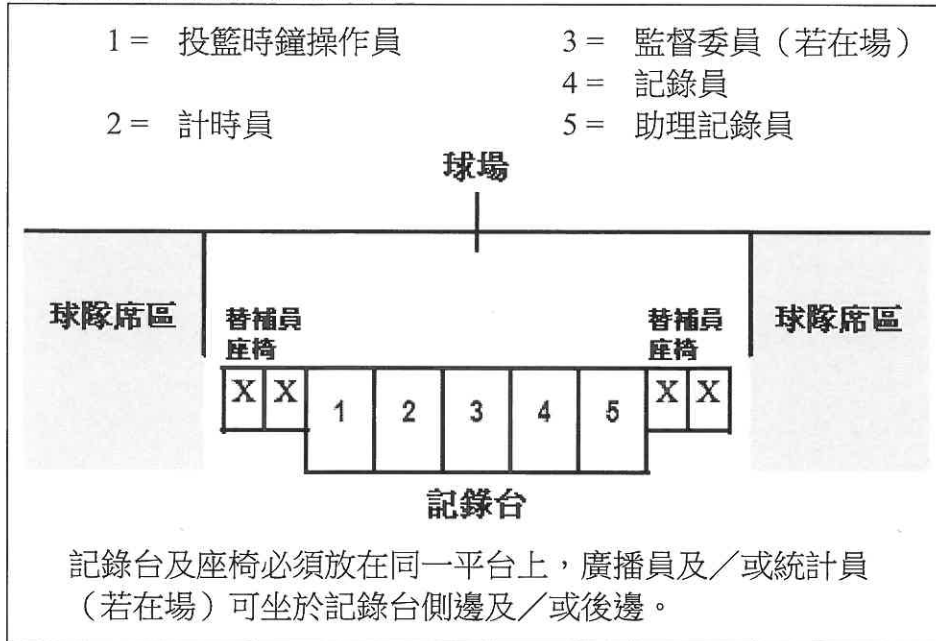 1 = 投籃時鐘操作員
3 = 監督委員（若在場）
4 = 記錄員
2 = 計時員
5 = 助理記錄員
球場
球隊席區
替補員
座椅
替補員
座椅
球隊席區
X X 1 2 3 4 5 X X
記錄台
記錄台及座椅必須放在同一平台上，廣播員及／或統計員
（若在場）可坐於記錄台側邊及／或後邊。